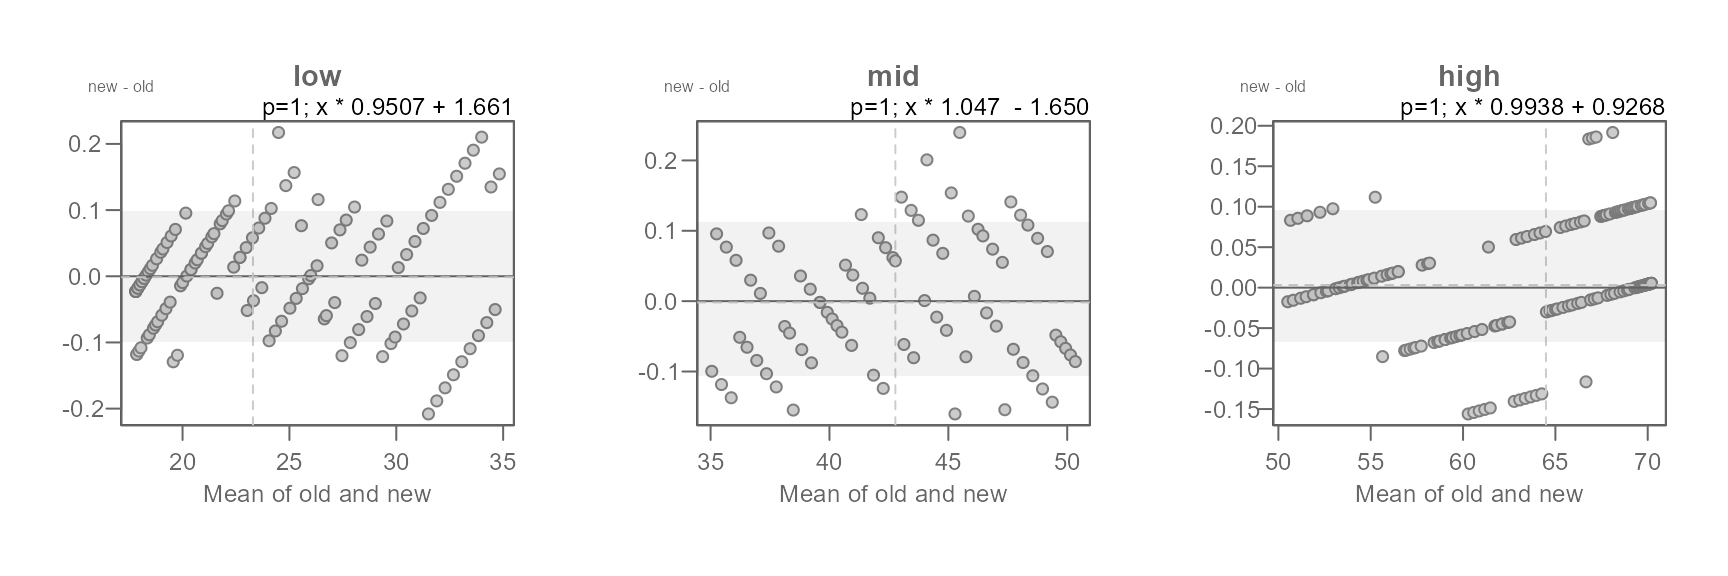 low
new - old
p=1; x * 0.9507 + 1.661
0.2
0.1
0.0
-0.1
-0.2
20 25 30 35
Mean of old and new
mid
new - old
p=1; x * 1.047  - 1.650
0.2
0.1
0.0
-0.1
35 40 45 50
Mean of old and new
high
new - old
p=1; x * 0.9938 + 0.9268
0.20
0.15
0.10
0.05
0.00
-0.05
-0.10
-0.15
50 55 60 65 70
Mean of old and new